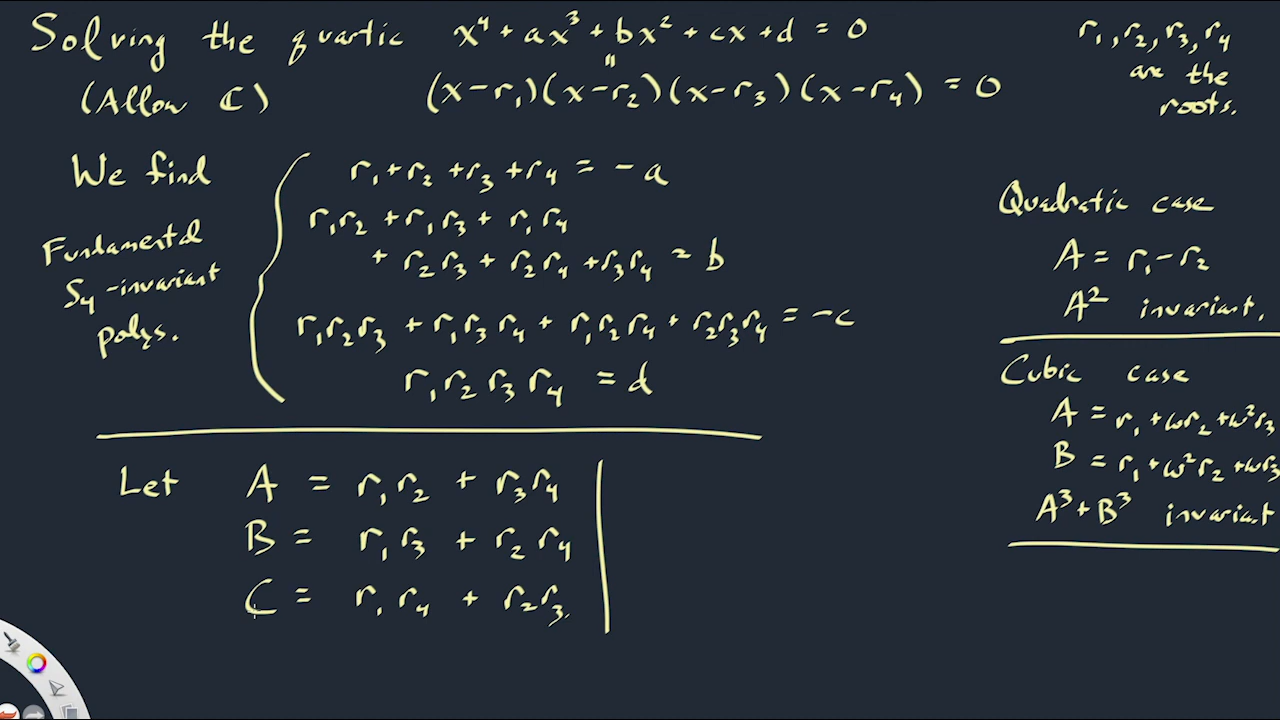 Solving the quartic x⁴ + ax³ + bx² + cx + d = 0
(Allow ℂ) (x-r₁)(x-r₂)(x-r₃)(x-r₄) = 0
r₁, r₂, r₃, r₄
are the
roots.
We find
Fundamental
S₄-invariant
polys.
r₁ + r₂ + r₃ + r₄ = -a
r₁r₂ + r₁r₃ + r₁r₄
+ r₂r₃ + r₂r₄ + r₃r₄ = b
r₁r₂r₃ + r₁r₃r₄ + r₁r₂r₄ + r₂r₃r₄ = -c
r₁r₂r₃r₄ = d
Quadratic case
A = r₁-r₂
A² invariant.
Cubic case
A = r₁ + ωr₂ + ω²r₃
B = r₁ + ω²r₂ + ωr₃
A³ + B³ invariant
Let A = r₁r₂ + r₃r₄
B = r₁r₃ + r₂r₄
C = r₁r₄ + r₂r₃.